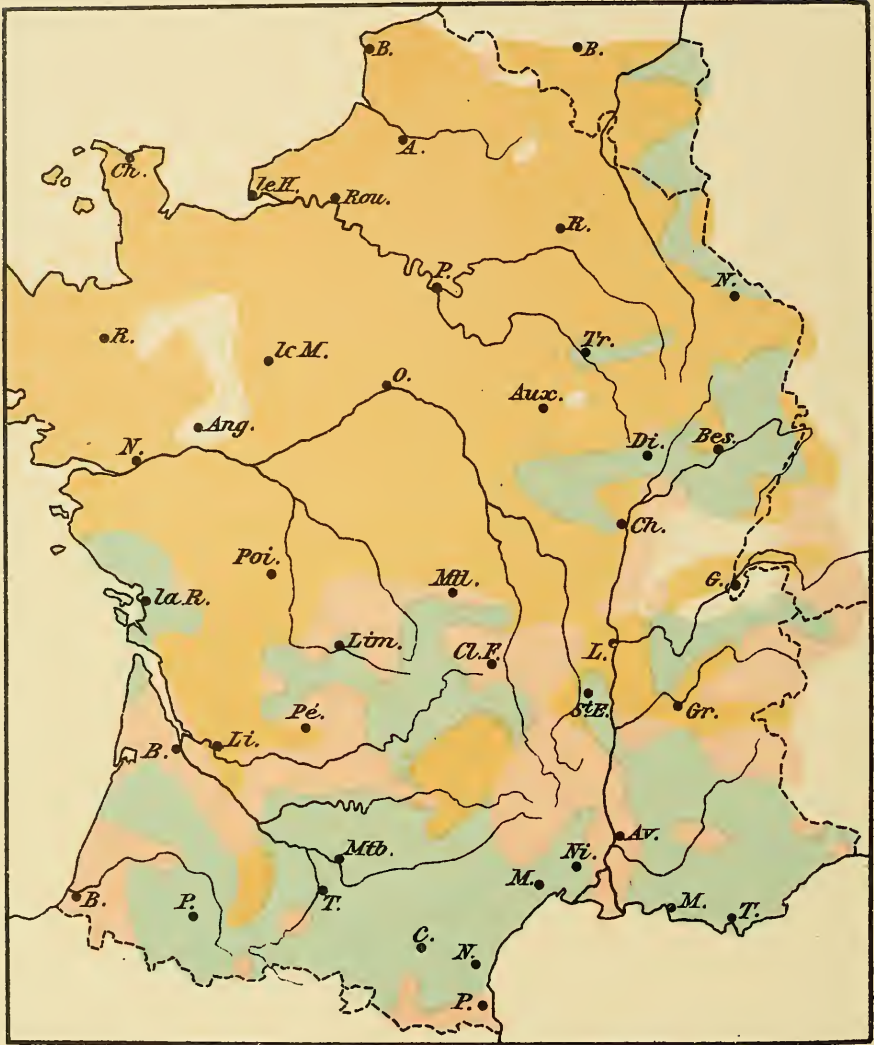 B.
B.
A.
Ch.
le H.
Rou.
R.
P.
N.
R.
le M.
Tr.
O.
Aux.
Ang.
N.
Di.
Bes.
Ch.
Poi.
Mtl.
G.
la R.
Lim.
L.
Cl.F.
St.E.
Gr.
Pé.
Li.
B.
Av.
Mtb.
Ni.
M.
T.
B.
P.
M.
T.
C.
N.
P.